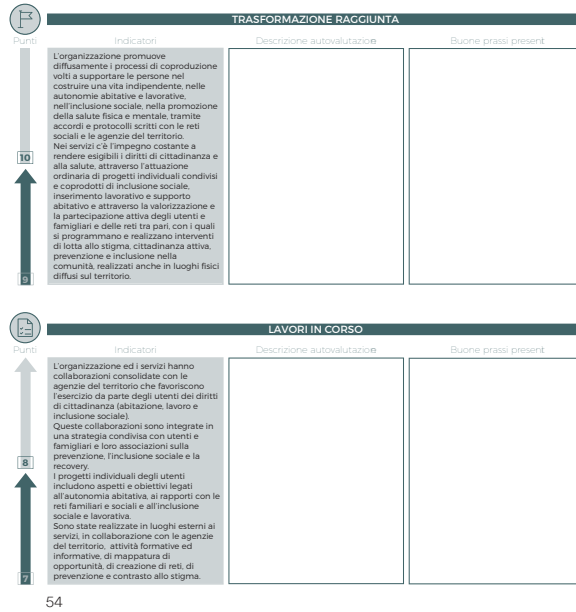 TRASFORMAZIONE RAGGIUNTA
Punti
Indicatori
Descrizione autovalutazione
Buone prassi present
L'organizzazione promuove
diffusamente i processi di coproduzione
volti a supportare le persone nel
costruire una vita indipendente, nelle
autonomie abitative e lavorative,
nell'inclusione sociale, nella promozione
della salute fisica e mentale, tramite
accordi e protocolli scritti con le reti
sociali e le agenzie del territorio.
Nei servizi c'è l'impegno costante a
rendere esigibili i diritti di cittadinanza e
alla salute, attraverso l'attuazione
ordinaria di progetti individuali condivisi
e coprodotti di inclusione sociale,
inserimento lavorativo e supporto
abitativo e attraverso la valorizzazione e
la partecipazione attiva degli utenti e
famigliari e delle reti tra pari, con i quali
si programmano e realizzano interventi
di lotta allo stigma, cittadinanza attiva,
prevenzione e inclusione nella
comunità, realizzati anche in luoghi fisici
diffusi sul territorio.
10
9
LAVORI IN CORSO
Punti
Indicatori
Descrizione autovalutazione
Buone prassi present
L'organizzazione ed i servizi hanno
collaborazioni consolidate con le
agenzie del territorio che favoriscono
l'esercizio da parte degli utenti dei diritti
di cittadinanza (abitazione, lavoro e
inclusione sociale).
Queste collaborazioni sono integrate in
una strategia condivisa con utenti e
famigliari e loro associazioni sulla
prevenzione, l'inclusione sociale e la
recovery.
I progetti individuali degli utenti
includono aspetti e obiettivi legati
all'autonomia abitativa, ai rapporti con le
reti familiari e sociali e all'inclusione
sociale e lavorativa.
Sono state realizzate in luoghi esterni ai
servizi, in collaborazione con le agenzie
del territorio, attività formative ed
informative, di mappatura di
opportunità, di creazione di reti, di
prevenzione e contrasto allo stigma.
8
7
54